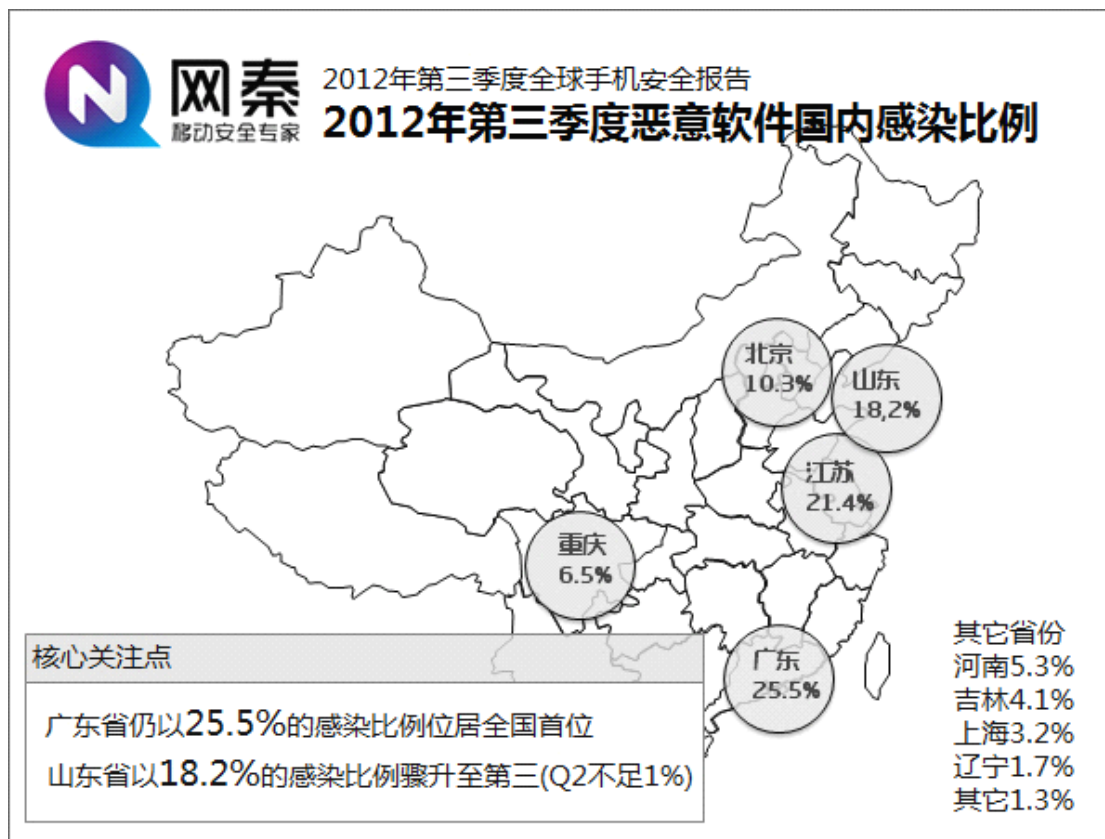 网秦
移动安全专家
2012年第三季度全球手机安全报告
2012年第三季度恶意软件国内感染比例
北京
10.3%
山东
18,2%
江苏
21.4%
重庆
6.5%
广东
25.5%
其它省份
河南5.3%
吉林4.1%
上海3.2%
辽宁1.7%
其它1.3%
核心关注点
广东省仍以25.5%的感染比例位居全国首位
山东省以18.2%的感染比例骤升至第三(Q2不足1%)